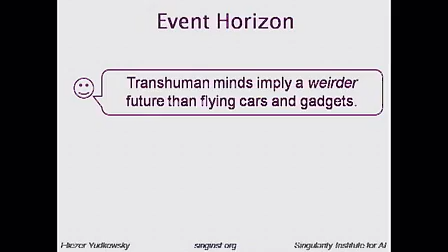 Event Horizon
Transhuman minds imply a weirder
future than flying cars and gadgets.
Eliezer Yudkowsky singinst.org Singularity Institute for AI